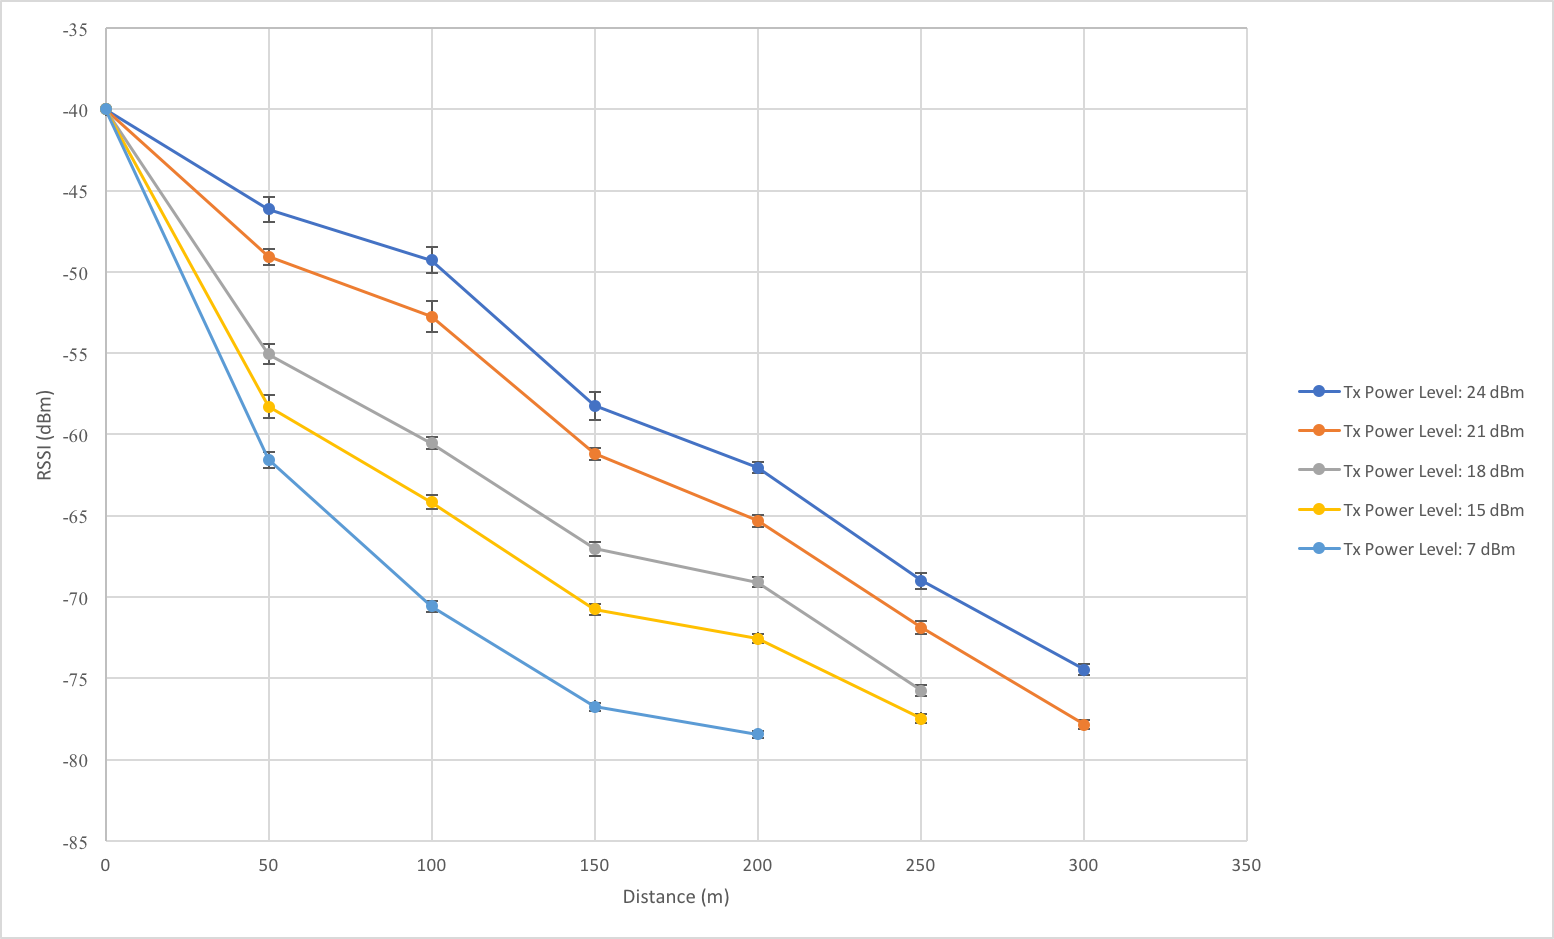 -35
-40
-45
-50
-55
-60
-65
-70
-75
-80
-85
RSSI (dBm)
0 50 100 150 200 250 300 350
Distance (m)
Tx Power Level: 24 dBm
Tx Power Level: 21 dBm
Tx Power Level: 18 dBm
Tx Power Level: 15 dBm
Tx Power Level: 7 dBm